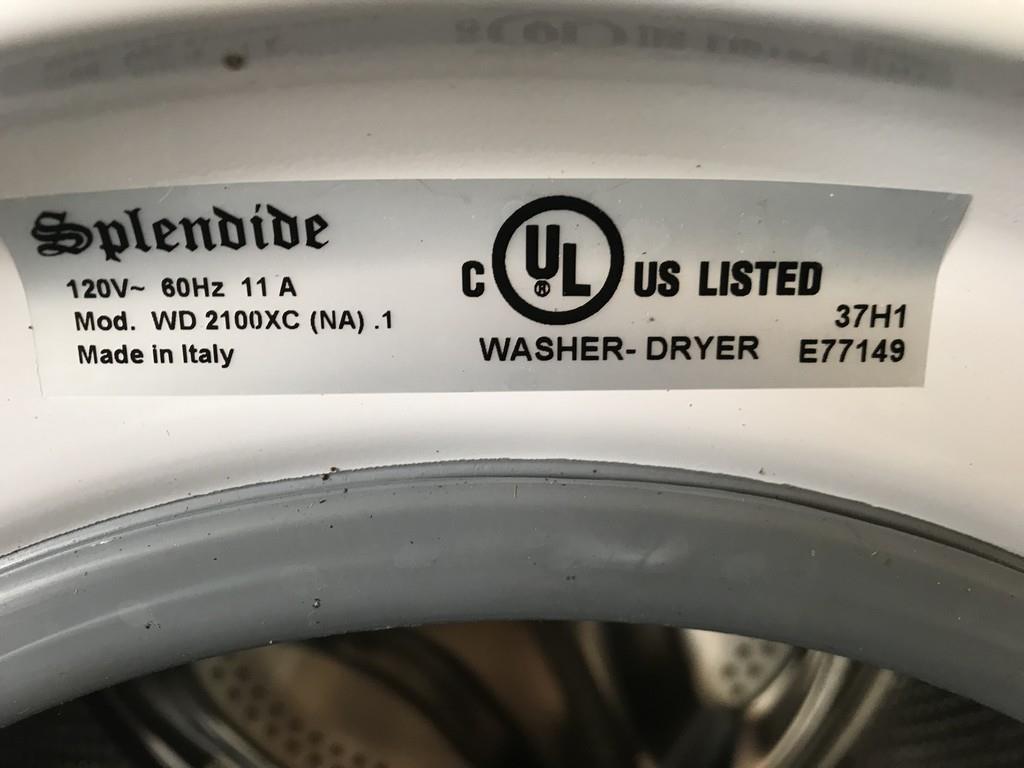 Splendide
120V~ 60Hz 11 A
Mod. WD 2100XC (NA) .1
Made in Italy
C UL® US LISTED
37H1
WASHER- DRYER E77149